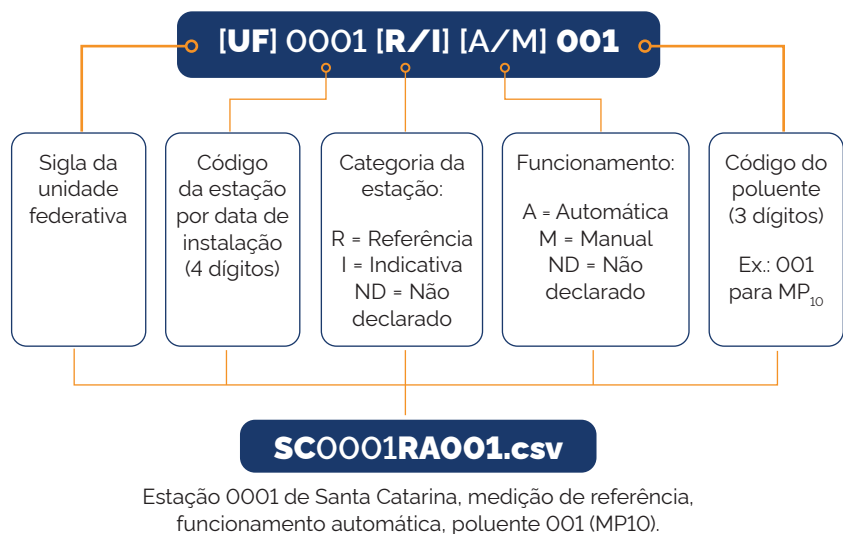 [UF] 0001 [R/I] [A/M] 001
Sigla da
unidade
federativa
Código
da estação
por data de
instalação
(4 dígitos)
Categoria da
estação:
R = Referência
I = Indicativa
ND = Não
declarado
Funcionamento:
A = Automática
M = Manual
ND = Não
declarado
Código do
poluente
(3 dígitos)
Ex.: 001
para MP₁₀
SC0001RA001.csv
Estação 0001 de Santa Catarina, medição de referência,
funcionamento automática, poluente 001 (MP10).